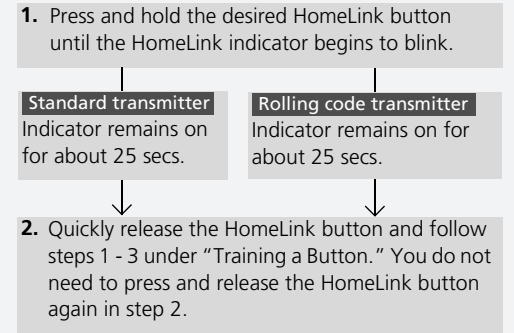 1. Press and hold the desired HomeLink button
until the HomeLink indicator begins to blink.
Standard transmitter
Indicator remains on
for about 25 secs.
Rolling code transmitter
Indicator remains on for
about 25 secs.
2. Quickly release the HomeLink button and follow
steps 1 - 3 under “Training a Button.” You do not
need to press and release the HomeLink button
again in step 2.